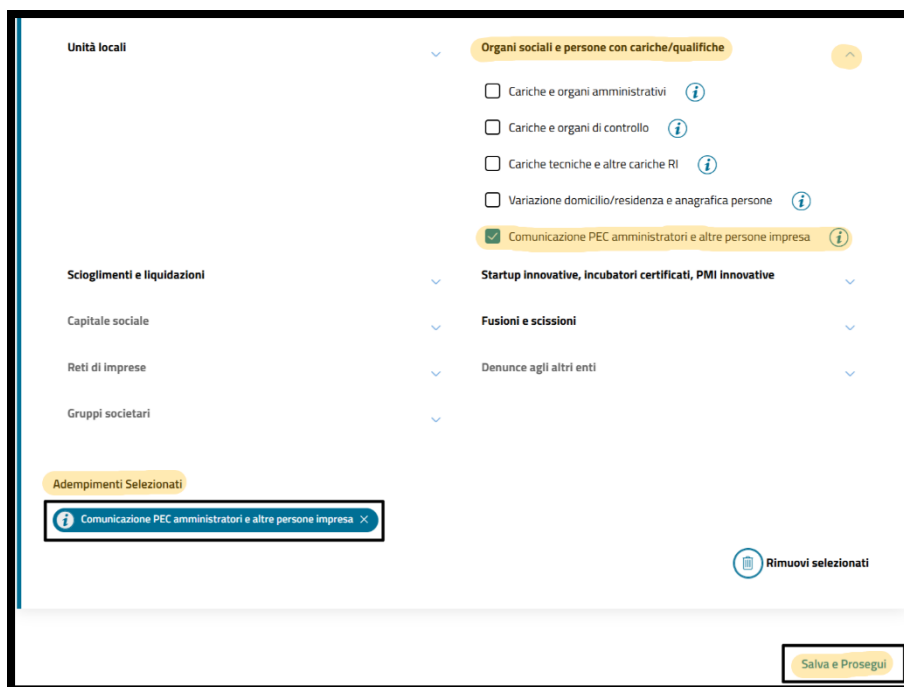 Unità locali
Organi sociali e persone con cariche/qualifiche
Cariche e organi amministrativi
Cariche e organi di controllo
Cariche tecniche e altre cariche RI
Variazione domicilio/residenza e anagrafica persone
Comunicazione PEC amministratori e altre persone impresa
Scioglimenti e liquidazioni
Startup innovative, incubatori certificati, PMI innovative
Capitale sociale
Fusioni e scissioni
Reti di imprese
Denunce agli altri enti
Gruppi societari
Adempimenti Selezionati
Comunicazione PEC amministratori e altre persone impresa
Rimuovi selezionati
Salva e Prosegui